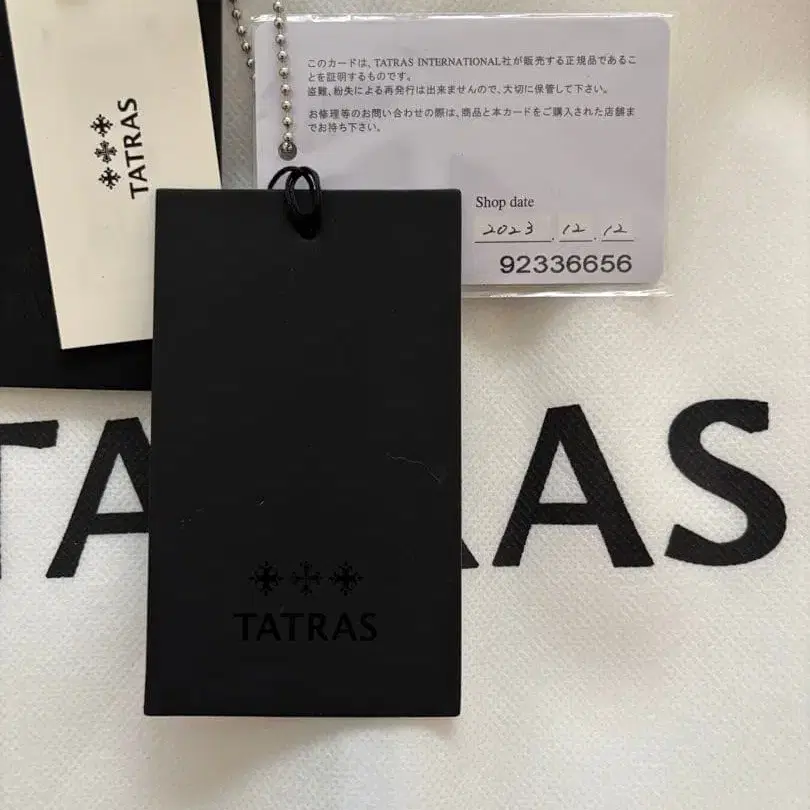 TATRAS
このカードは、TATRAS INTERNATIONAL社が販売する正規品であるこ
とを証明するものです。
盗難、紛失による再発行は出来ませんので、大切に保管して下さい。
お修理等のお問い合わせの際は、商品と本カードをご購入された店舗ま
でお持ち下さい。
Shop date
2023.12.12
92336656
TATRAS
TA AS